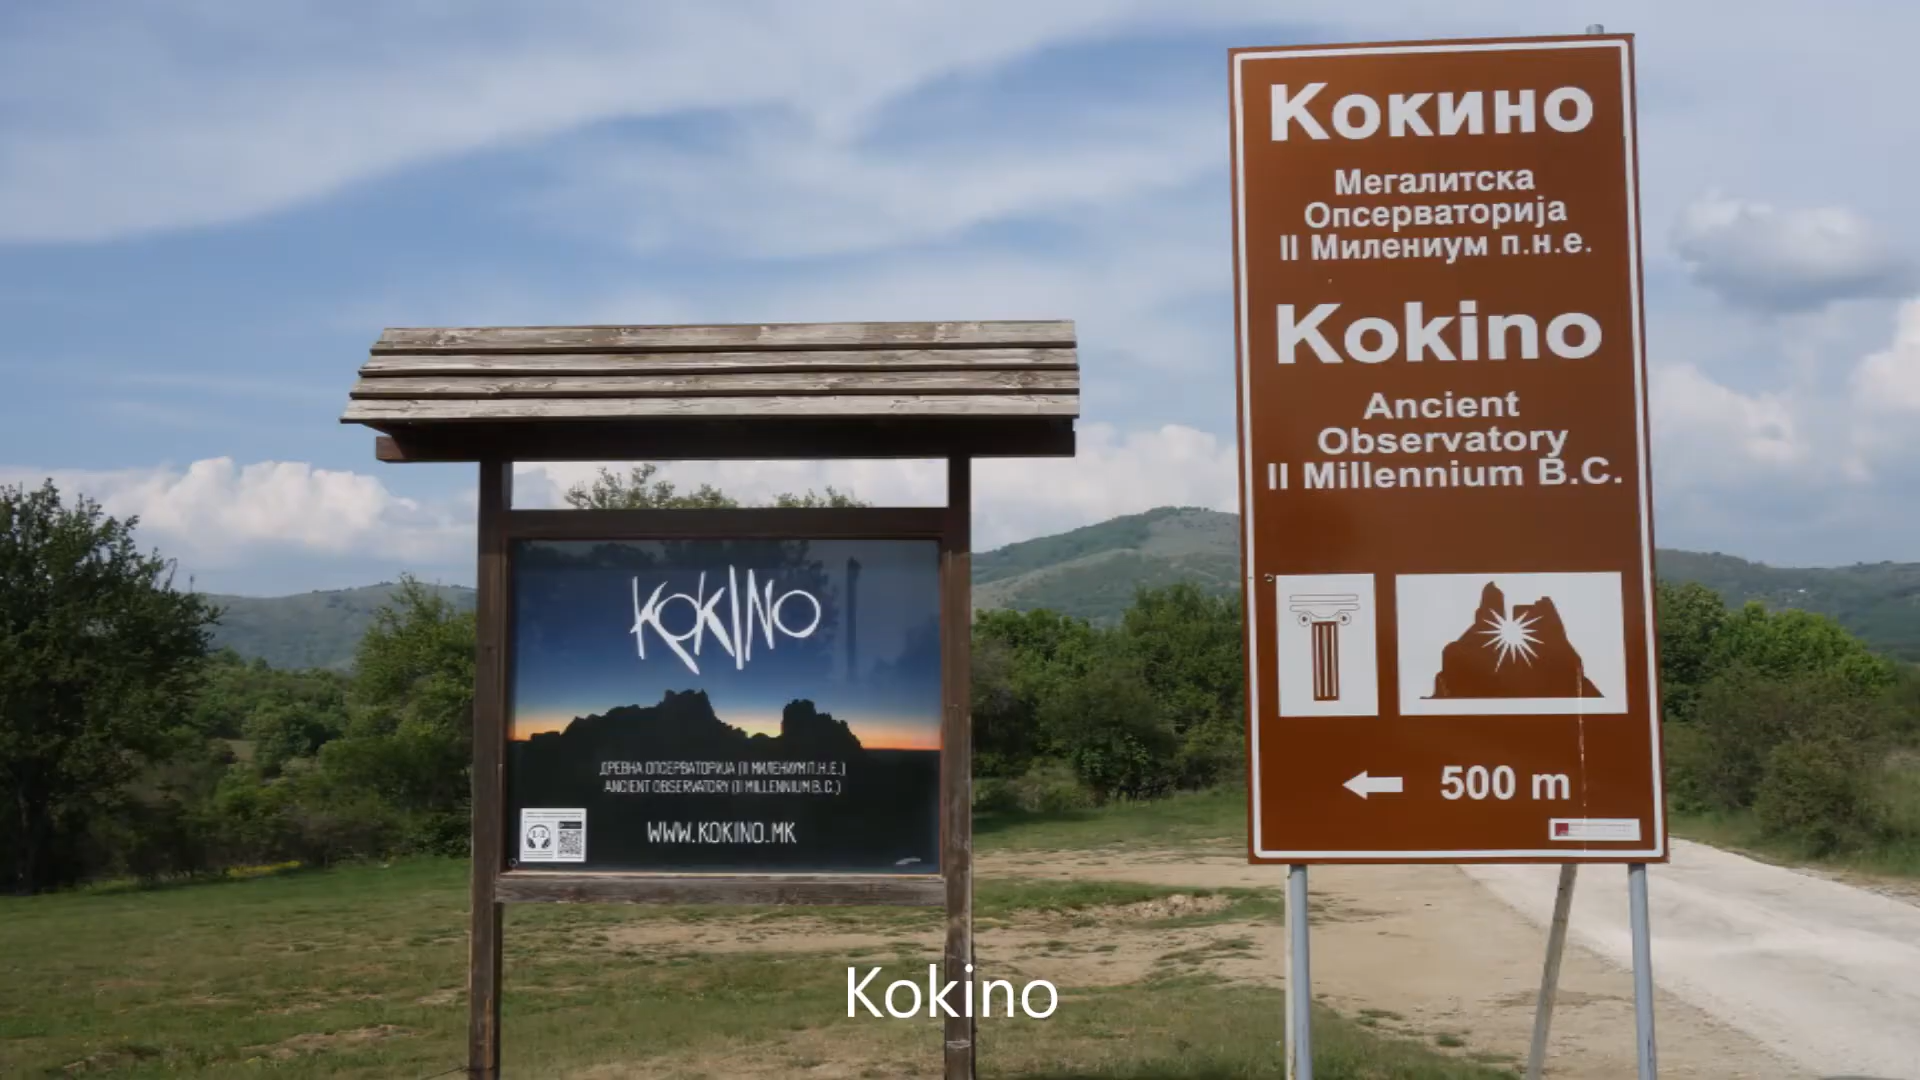 Кокино
Мегалитска
Опсерваторија
II Милениум п.н.е.
Kokino
Ancient
Observatory
II Millennium B.C.
500 m
KOKINO
ДРЕВНА ОПСЕРВАТОРИЈА (II МИЛЕНИУМ П.Н.Е.)
ANCIENT OBSERVATORY (II MILLENNIUM B.C.)
WWW.KOKINO.MK
Kokino